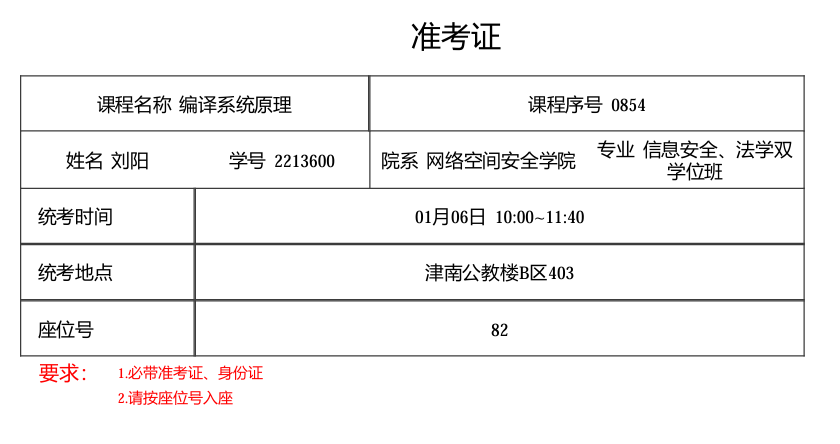 准考证
课程名称 编译系统原理 课程序号 0854
姓名 刘阳 学号 2213600 院系 网络空间安全学院 专业 信息安全、法学双
学位班
统考时间 01月06日 10:00~11:40
统考地点 津南公教楼B区403
座位号 82
要求： 1.必带准考证、身份证
2.请按座位号入座